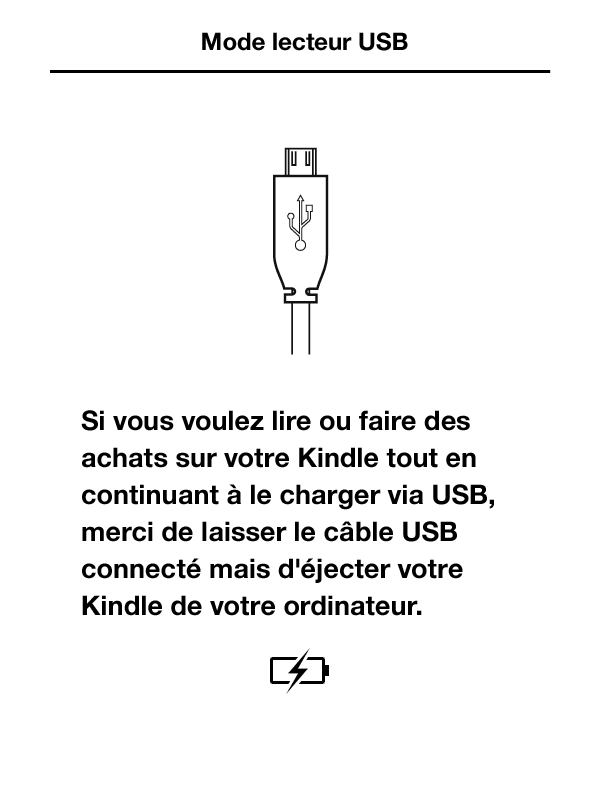 Mode lecteur USB
Si vous voulez lire ou faire des
achats sur votre Kindle tout en
continuant à le charger via USB,
merci de laisser le câble USB
connecté mais d'éjecter votre
Kindle de votre ordinateur.